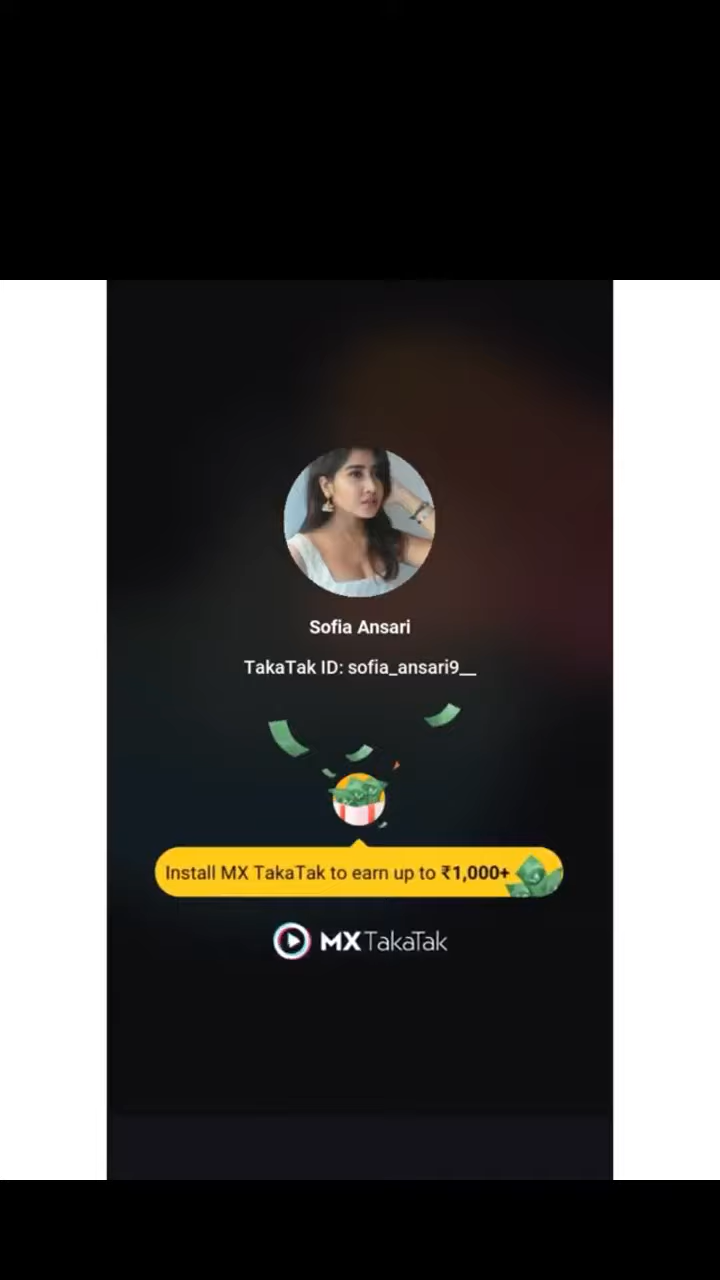 Sofia Ansari
TakaTak ID: sofia_ansari9__
Install MX TakaTak to earn up to ₹1,000+
MX TakaTak